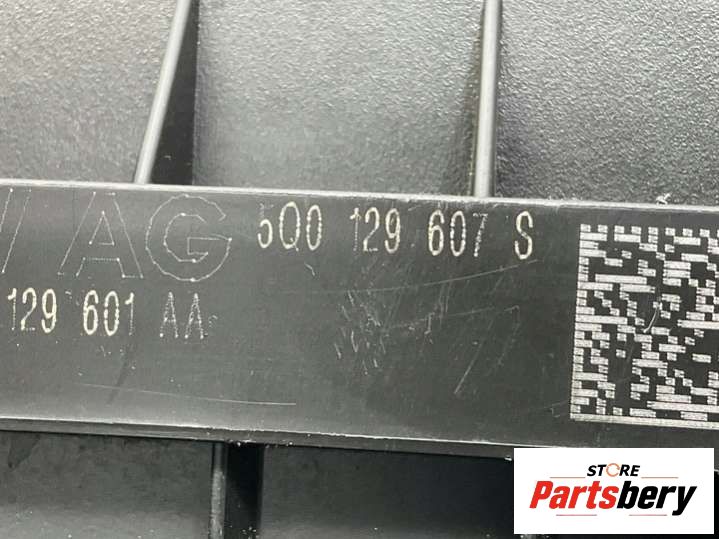 AG 5Q0 129 607 S
129 601 AA
STORE
Partsbery